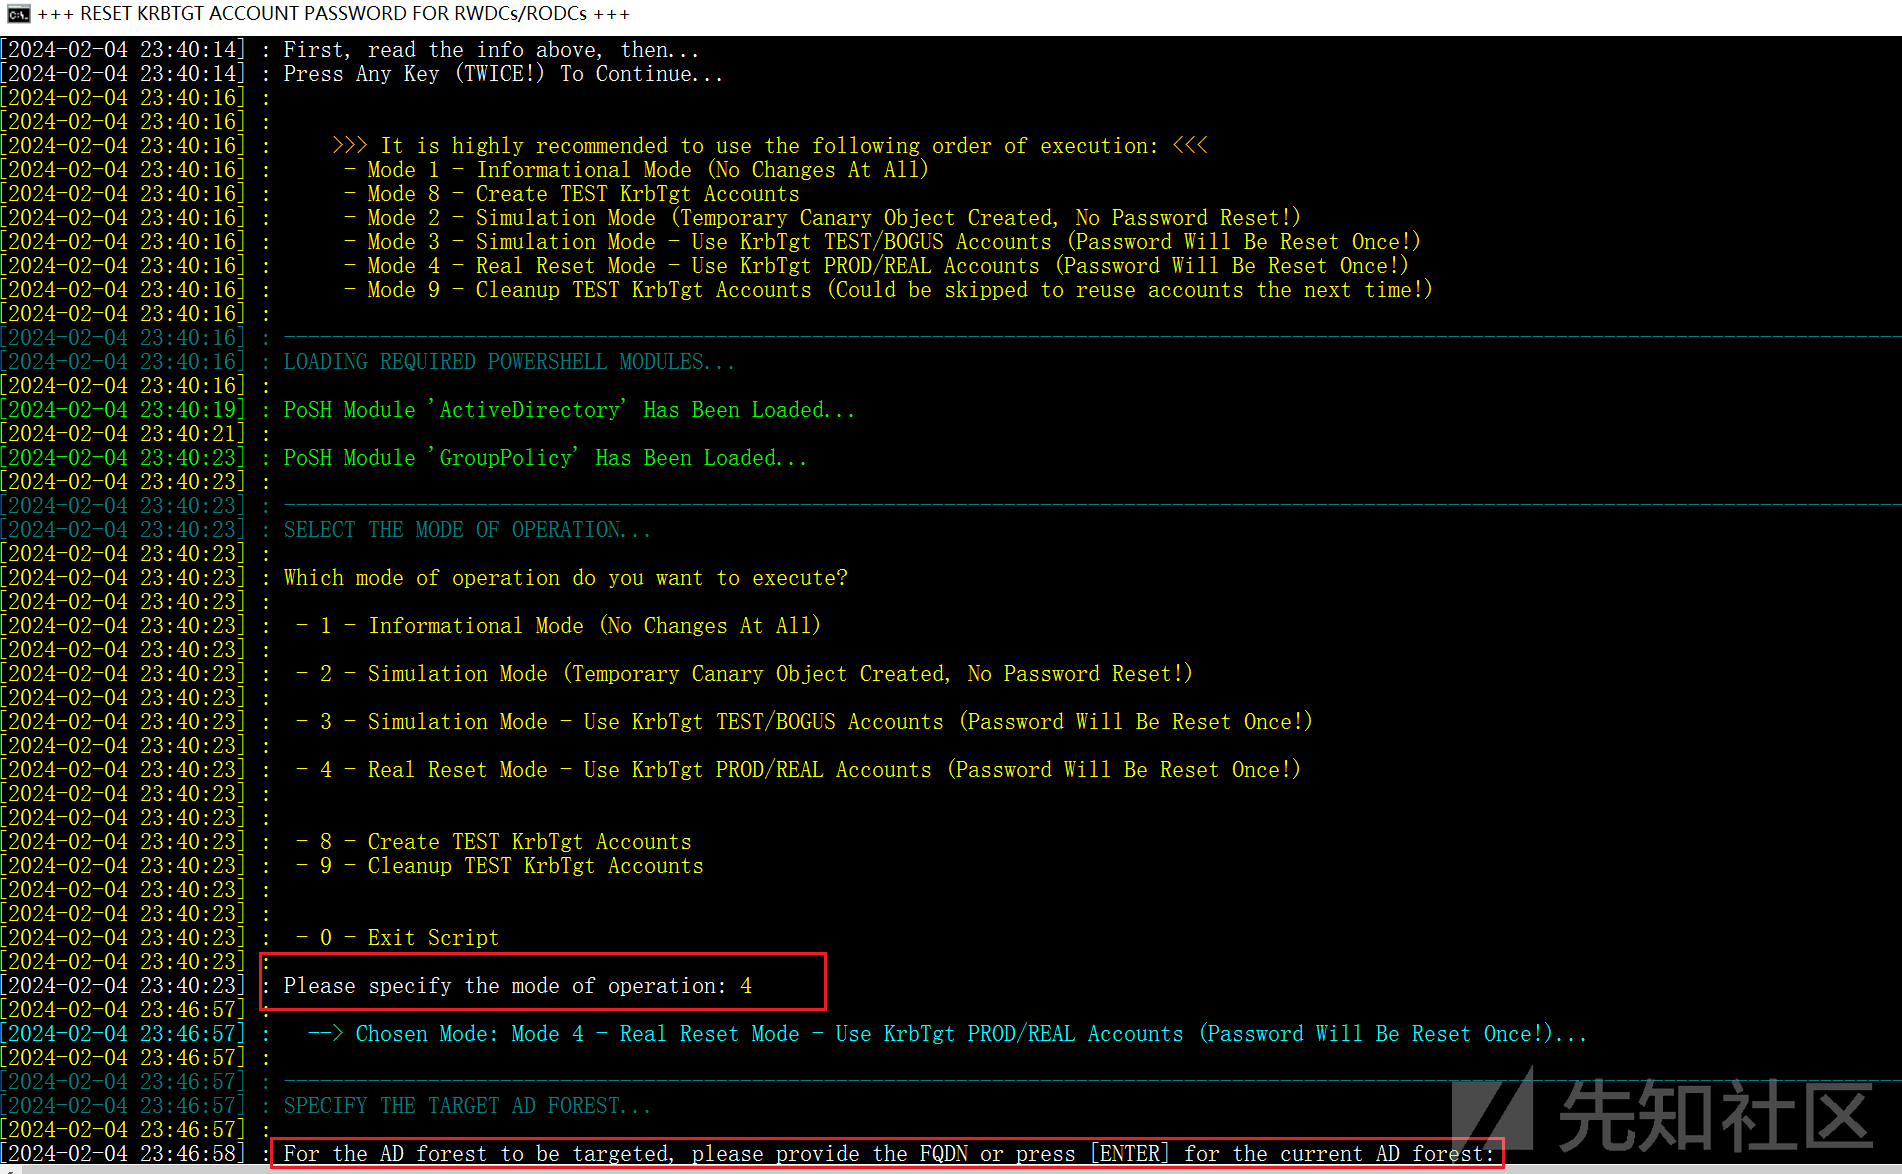 +++ RESET KRBTGT ACCOUNT PASSWORD FOR RWDCs/RODCs +++
[2024-02-04 23:40:14] : First, read the info above, then...
[2024-02-04 23:40:14] : Press Any Key (TWICE!) To Continue...
[2024-02-04 23:40:16] :
[2024-02-04 23:40:16] :
[2024-02-04 23:40:16] :     >>> It is highly recommended to use the following order of execution: <<<
[2024-02-04 23:40:16] :      - Mode 1 - Informational Mode (No Changes At All)
[2024-02-04 23:40:16] :      - Mode 8 - Create TEST KrbTgt Accounts
[2024-02-04 23:40:16] :      - Mode 2 - Simulation Mode (Temporary Canary Object Created, No Password Reset!)
[2024-02-04 23:40:16] :      - Mode 3 - Simulation Mode - Use KrbTgt TEST/BOGUS Accounts (Password Will Be Reset Once!)
[2024-02-04 23:40:16] :      - Mode 4 - Real Reset Mode - Use KrbTgt PROD/REAL Accounts (Password Will Be Reset Once!)
[2024-02-04 23:40:16] :      - Mode 9 - Cleanup TEST KrbTgt Accounts (Could be skipped to reuse accounts the next time!)
[2024-02-04 23:40:16] :
[2024-02-04 23:40:16] : ------------------------------------------------------------------------------------------------------------------------------------------
[2024-02-04 23:40:16] : LOADING REQUIRED POWERSHELL MODULES...
[2024-02-04 23:40:16] :
[2024-02-04 23:40:19] : PoSH Module 'ActiveDirectory' Has Been Loaded...
[2024-02-04 23:40:21] :
[2024-02-04 23:40:23] : PoSH Module 'GroupPolicy' Has Been Loaded...
[2024-02-04 23:40:23] :
[2024-02-04 23:40:23] : ------------------------------------------------------------------------------------------------------------------------------------------
[2024-02-04 23:40:23] : SELECT THE MODE OF OPERATION...
[2024-02-04 23:40:23] :
[2024-02-04 23:40:23] : Which mode of operation do you want to execute?
[2024-02-04 23:40:23] :
[2024-02-04 23:40:23] :  - 1 - Informational Mode (No Changes At All)
[2024-02-04 23:40:23] :
[2024-02-04 23:40:23] :  - 2 - Simulation Mode (Temporary Canary Object Created, No Password Reset!)
[2024-02-04 23:40:23] :
[2024-02-04 23:40:23] :  - 3 - Simulation Mode - Use KrbTgt TEST/BOGUS Accounts (Password Will Be Reset Once!)
[2024-02-04 23:40:23] :
[2024-02-04 23:40:23] :  - 4 - Real Reset Mode - Use KrbTgt PROD/REAL Accounts (Password Will Be Reset Once!)
[2024-02-04 23:40:23] :
[2024-02-04 23:40:23] :
[2024-02-04 23:40:23] :  - 8 - Create TEST KrbTgt Accounts
[2024-02-04 23:40:23] :  - 9 - Cleanup TEST KrbTgt Accounts
[2024-02-04 23:40:23] :
[2024-02-04 23:40:23] :
[2024-02-04 23:40:23] :  - 0 - Exit Script
[2024-02-04 23:40:23] :
[2024-02-04 23:40:23] : Please specify the mode of operation: 4
[2024-02-04 23:46:57] :
[2024-02-04 23:46:57] :   --> Chosen Mode: Mode 4 - Real Reset Mode - Use KrbTgt PROD/REAL Accounts (Password Will Be Reset Once!)...
[2024-02-04 23:46:57] :
[2024-02-04 23:46:57] : ------------------------------------------------------------------------------------------------------------------------------------------
[2024-02-04 23:46:57] : SPECIFY THE TARGET AD FOREST...
[2024-02-04 23:46:57] :
[2024-02-04 23:46:58] : For the AD forest to be targeted, please provide the FQDN or press [ENTER] for the current AD forest:
先知社区